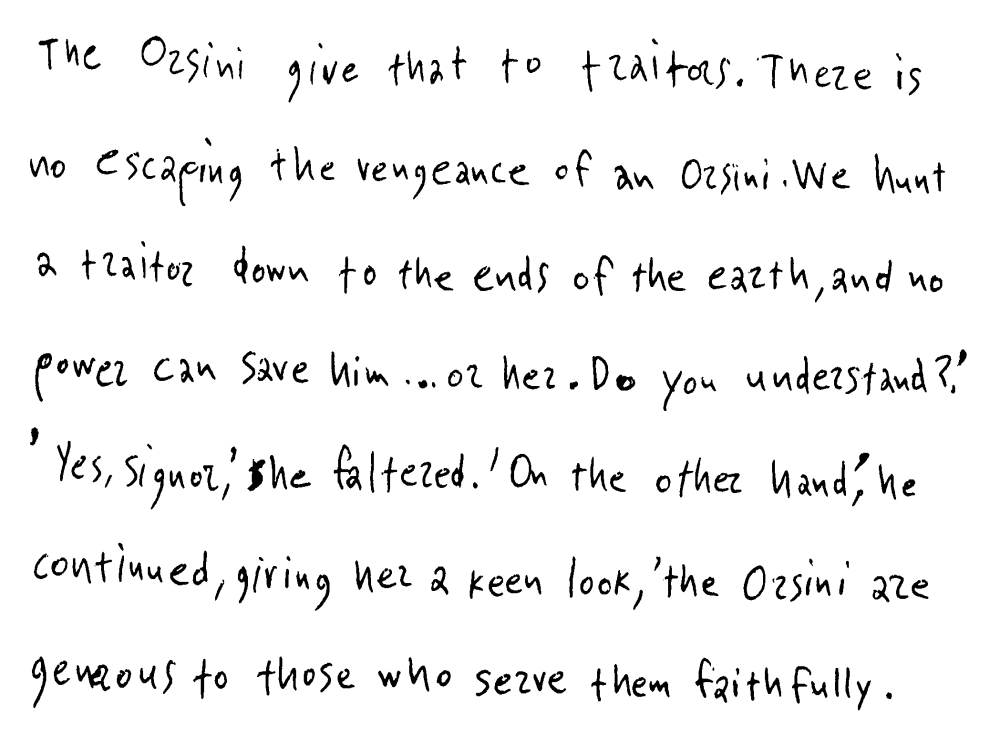 The Orsini give that to traitors. There is
no escaping the vengeance of an Orsini. We hunt
a traitor down to the ends of the earth, and no
power can save him... or her. Do you understand?'
'Yes, Signor,' she faltered. 'On the other hand,' he
continued, giving her a keen look, 'the Orsini are
generous to those who serve them faithfully.